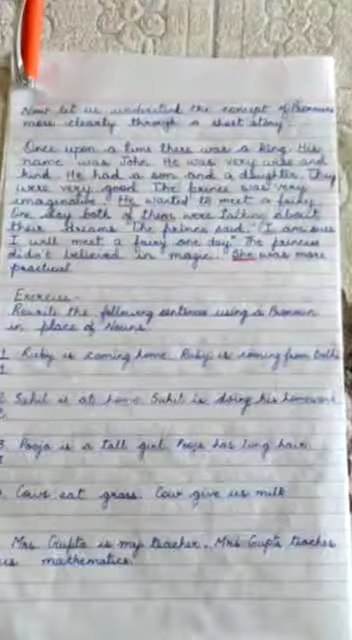 Now let us understand the concept of Pronouns
more clearly through a short story.
Once upon a time there was a king. His
name was John. He was very wise and
kind. He had a son and a daughter. They
were very good. The prince was very
imaginative. He wanted to meet a fairy.
One day both of them were talking about
their dreams. The prince said, "I am sure
I will meet a fairy one day". The princess
didn't believed in magic. She was more
practical
Exercise -
Rewrite the following sentences using a Pronoun
in place of Nouns.
1 Ruby is coming home. Ruby is coming from
2 Sahil is at home. Sahil is doing his homework
3 Pooja is a tall girl. Pooja has long hair.
Cows eat grass. Cow give us milk
Mrs Gupta is my teacher. Mrs Gupta teaches
us mathematics.